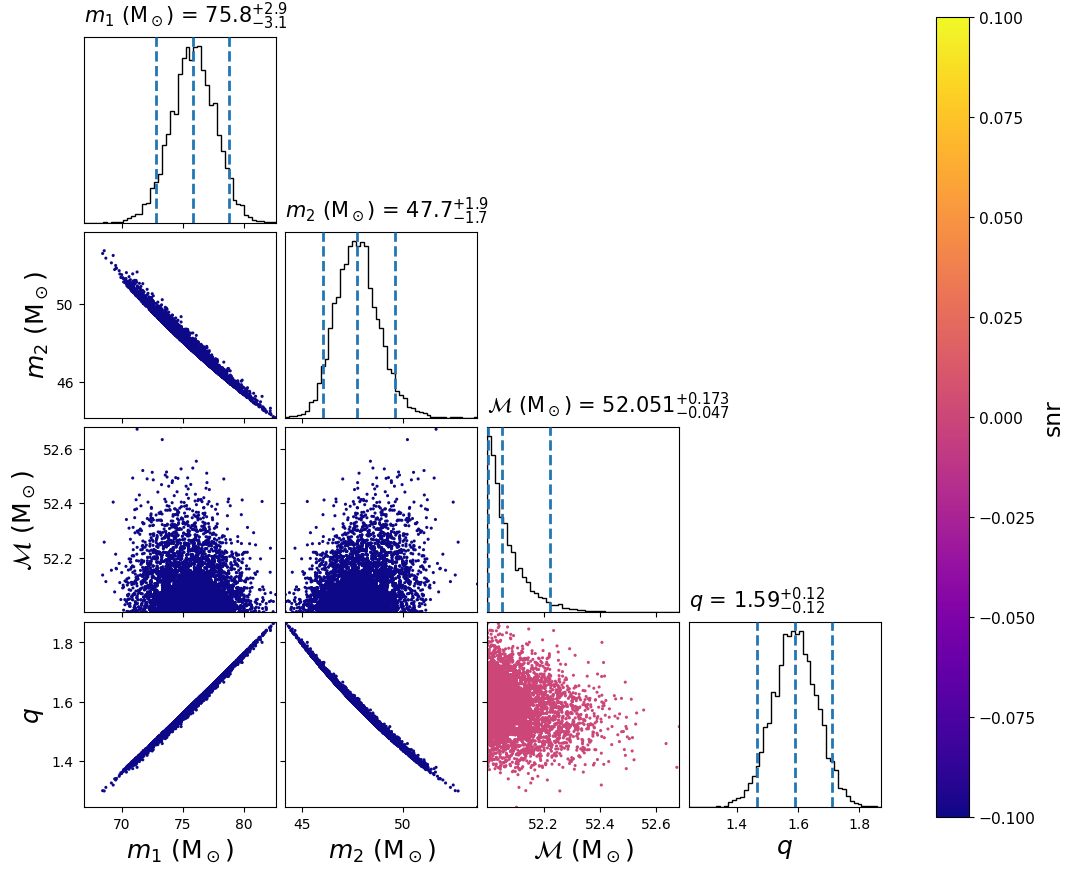 m₁ (M⊙) = 75.8⁺²·⁹₋₃.₁
0.100
m₂ (M⊙) = 47.7⁺¹·⁹₋₁.₇
0.075
m₂ (M⊙)
50
46
0.050
0.025
ℳ (M⊙) = 52.051⁺⁰·¹⁷³₋₀.₀₄₇
0.000
snr
ℳ (M⊙)
52.6
52.4
52.2
−0.025
−0.050
q = 1.59⁺⁰·¹²₋₀.₁₂
q
1.8
1.6
1.4
−0.075
−0.100
70 75 80 45 50 52.2 52.4 52.6 1.4 1.6 1.8
m₁ (M⊙) m₂ (M⊙) ℳ (M⊙) q